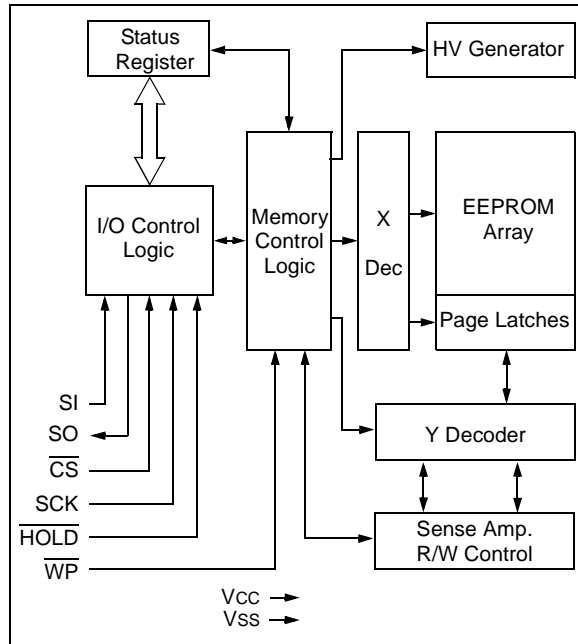 Status
Register
HV Generator
I/O Control
Logic
Memory
Control
Logic
X
Dec
EEPROM
Array
Page Latches
Y Decoder
Sense Amp.
R/W Control
SI
SO
CS
SCK
HOLD
WP
VCC
VSS